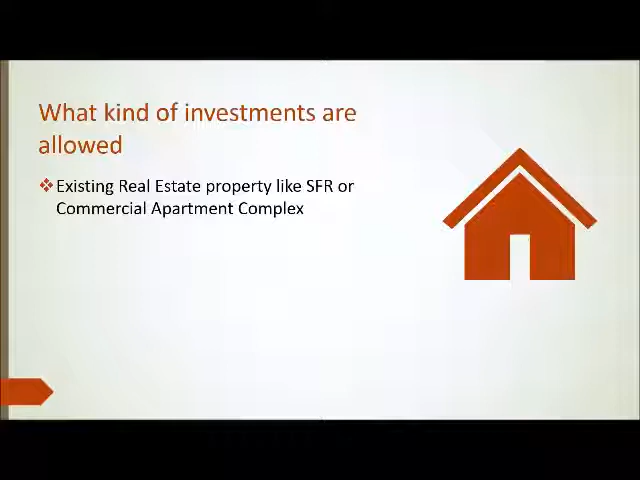 What kind of investments are
allowed
Existing Real Estate property like SFR or
Commercial Apartment Complex